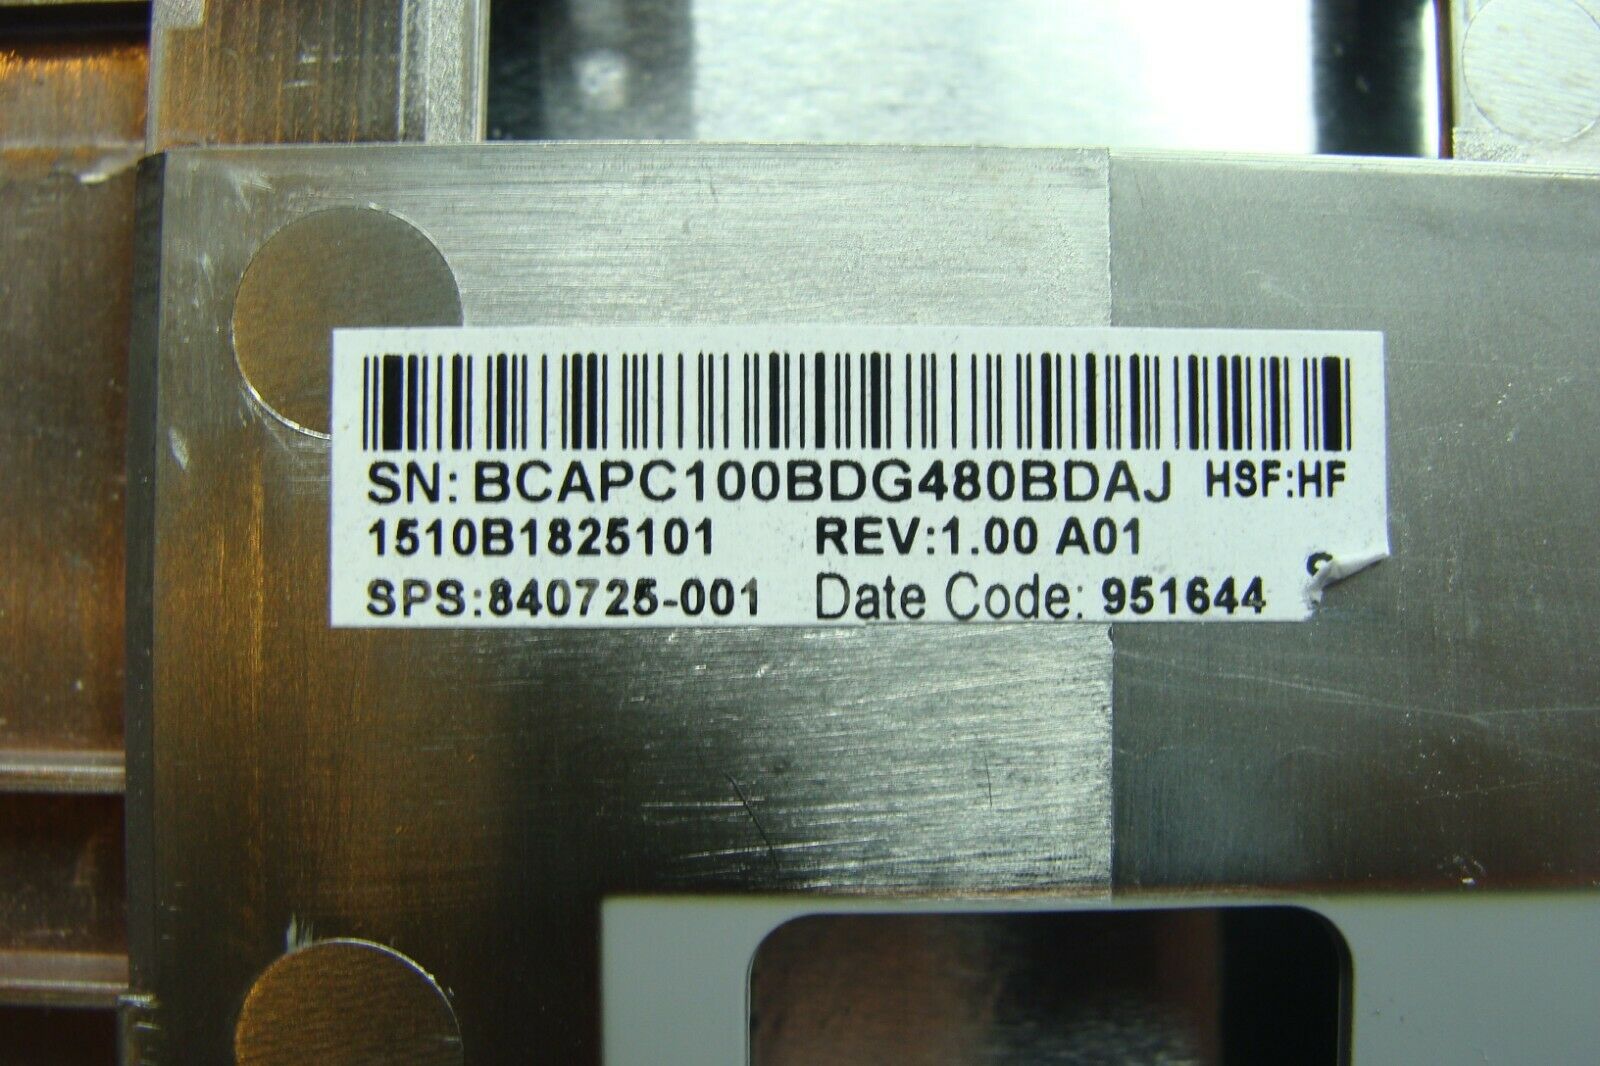 SN: BCAPC100BDG480BDAJ HSF:HF
1510B1825101 REV:1.00 A01
SPS:840725-001 Date Code: 951644